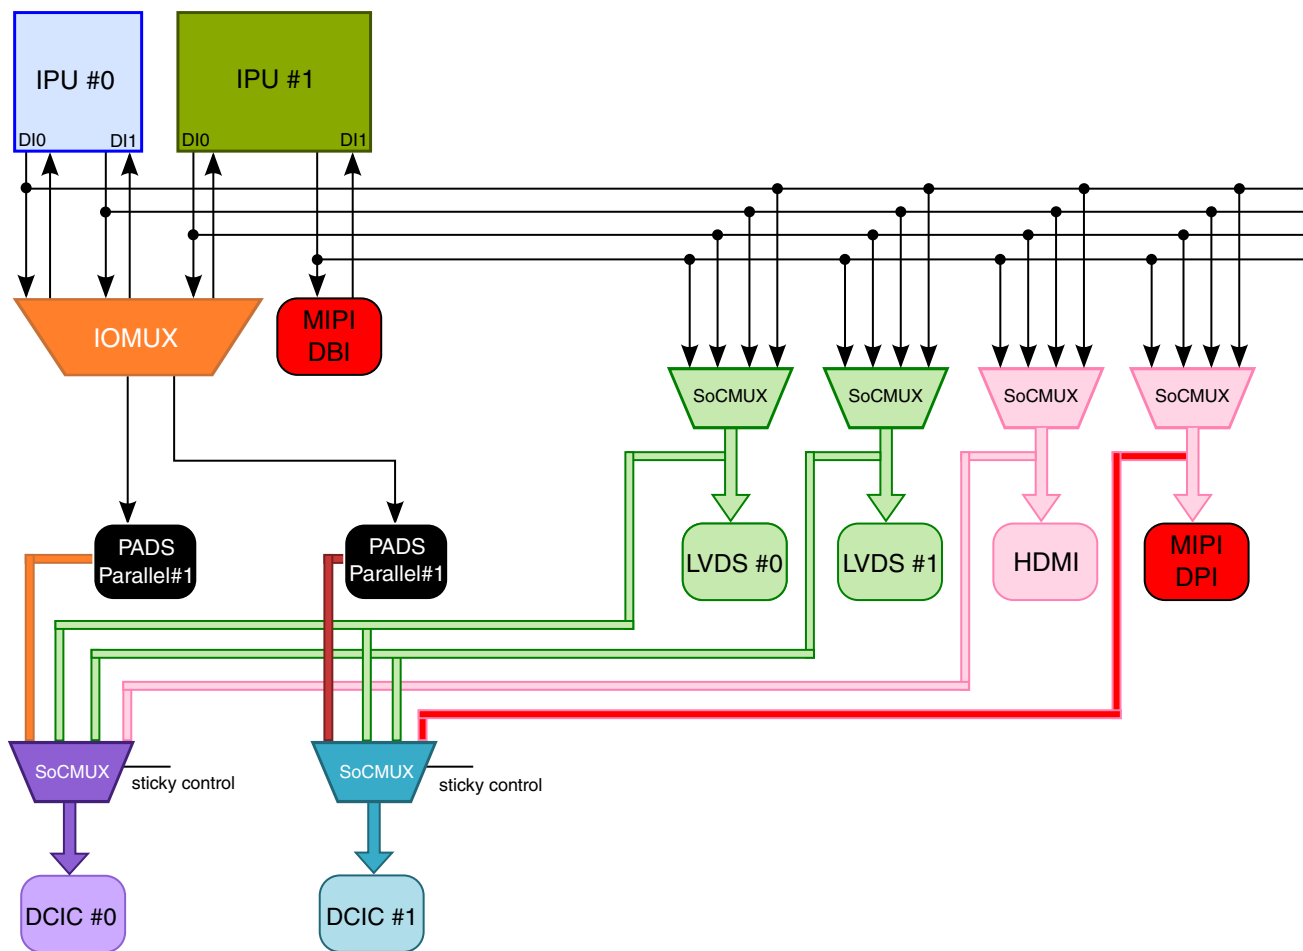 IPU #0
IPU #1
DI0
DI1
DI0
DI1
IOMUX
MIPI
DBI
SoCMUX
SoCMUX
SoCMUX
SoCMUX
PADS
Parallel#1
PADS
Parallel#1
LVDS #0
LVDS #1
HDMI
MIPI
DPI
SoCMUX
sticky control
SoCMUX
sticky control
DCIC #0
DCIC #1